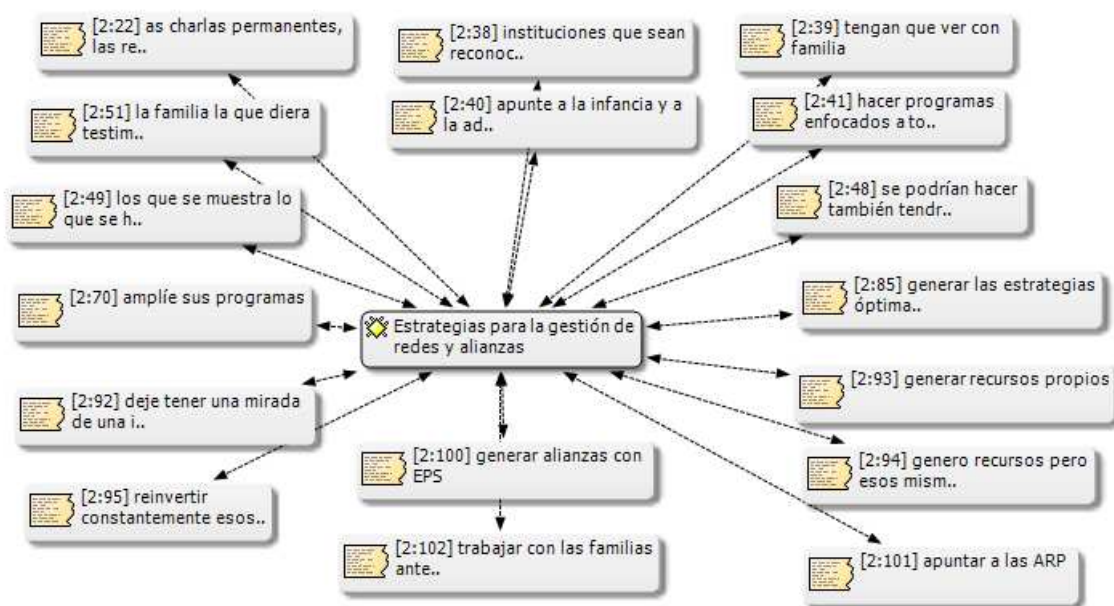 [2:22] as charlas permanentes,
las re..
[2:38] instituciones que sean
reconoc..
[2:39] tengan que ver con
familia
[2:51] la familia la que diera
testim..
[2:40] apunte a la infancia y a
la ad..
[2:41] hacer programas
enfocados a to..
[2:49] los que se muestra lo
que se h..
[2:48] se podrían hacer
también tendr..
[2:70] amplíe sus programas
Estrategias para la gestión de
redes y alianzas
[2:85] generar las estrategias
óptima..
[2:92] deje tener una mirada
de una i..
[2:93] generar recursos propios
[2:100] generar alianzas con
EPS
[2:94] genero recursos pero
esos mism..
[2:95] reinvertir
constantemente esos..
[2:102] trabajar con las familias
ante..
[2:101] apuntar a las ARP